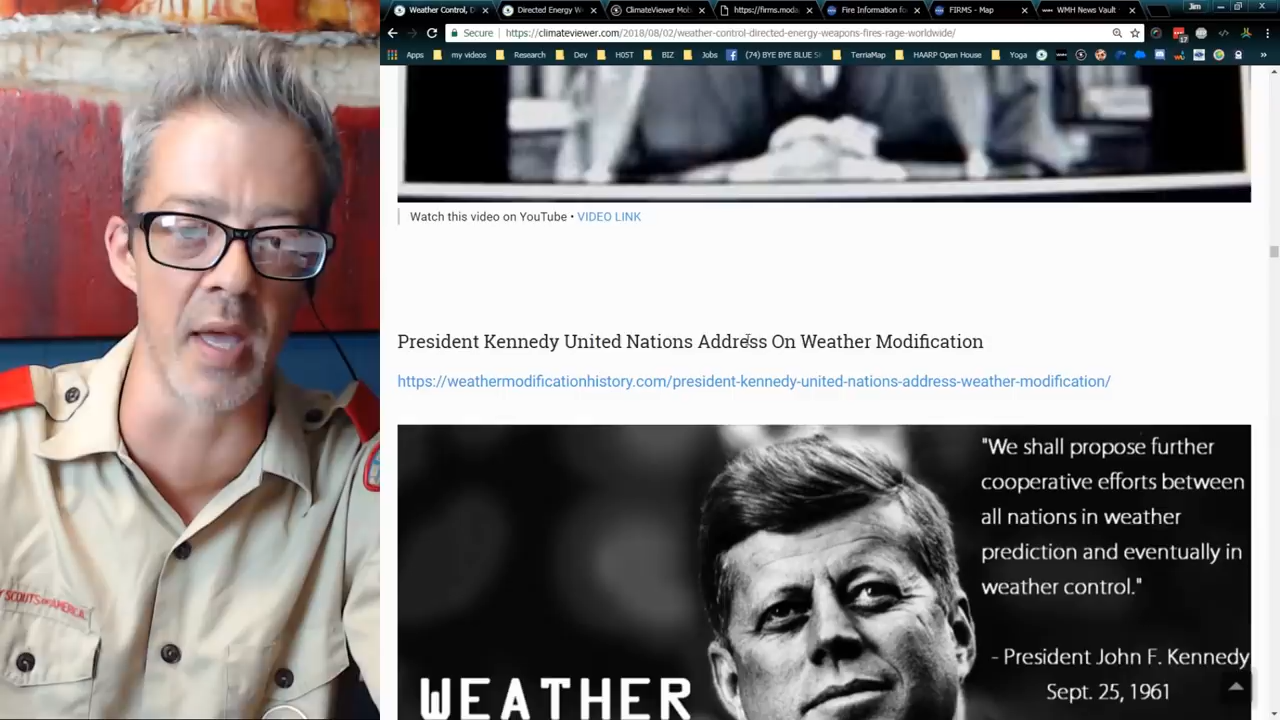 Weather Control, D
Directed Energy W
ClimateViewer Mob
https://firms.moda
Fire Information fo
FIRMS - Map
WMH News Vault
Jim
Secure
https://climateviewer.com/2018/08/02/weather-control-directed-energy-weapons-fires-rage-worldwide/
Apps
my videos
Research
Dev
H0ST
BIZ
Jobs
(74) BYE BYE BLUE S
TerriaMap
HAARP Open House
Yoga
Watch this video on YouTube • VIDEO LINK
President Kennedy United Nations Address On Weather Modification
https://weathermodificationhistory.com/president-kennedy-united-nations-address-weather-modification/
"We shall propose further
cooperative efforts between
all nations in weather
prediction and eventually in
weather control."
- President John F. Kennedy
Sept. 25, 1961
WEATHER
Y SCOUTS OF AMERICA